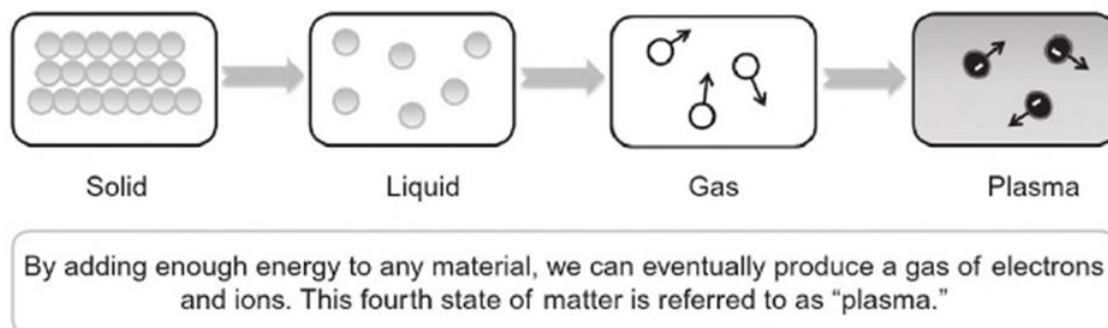 Solid
Liquid
Gas
Plasma
By adding enough energy to any material, we can eventually produce a gas of electrons
and ions. This fourth state of matter is referred to as “plasma.”